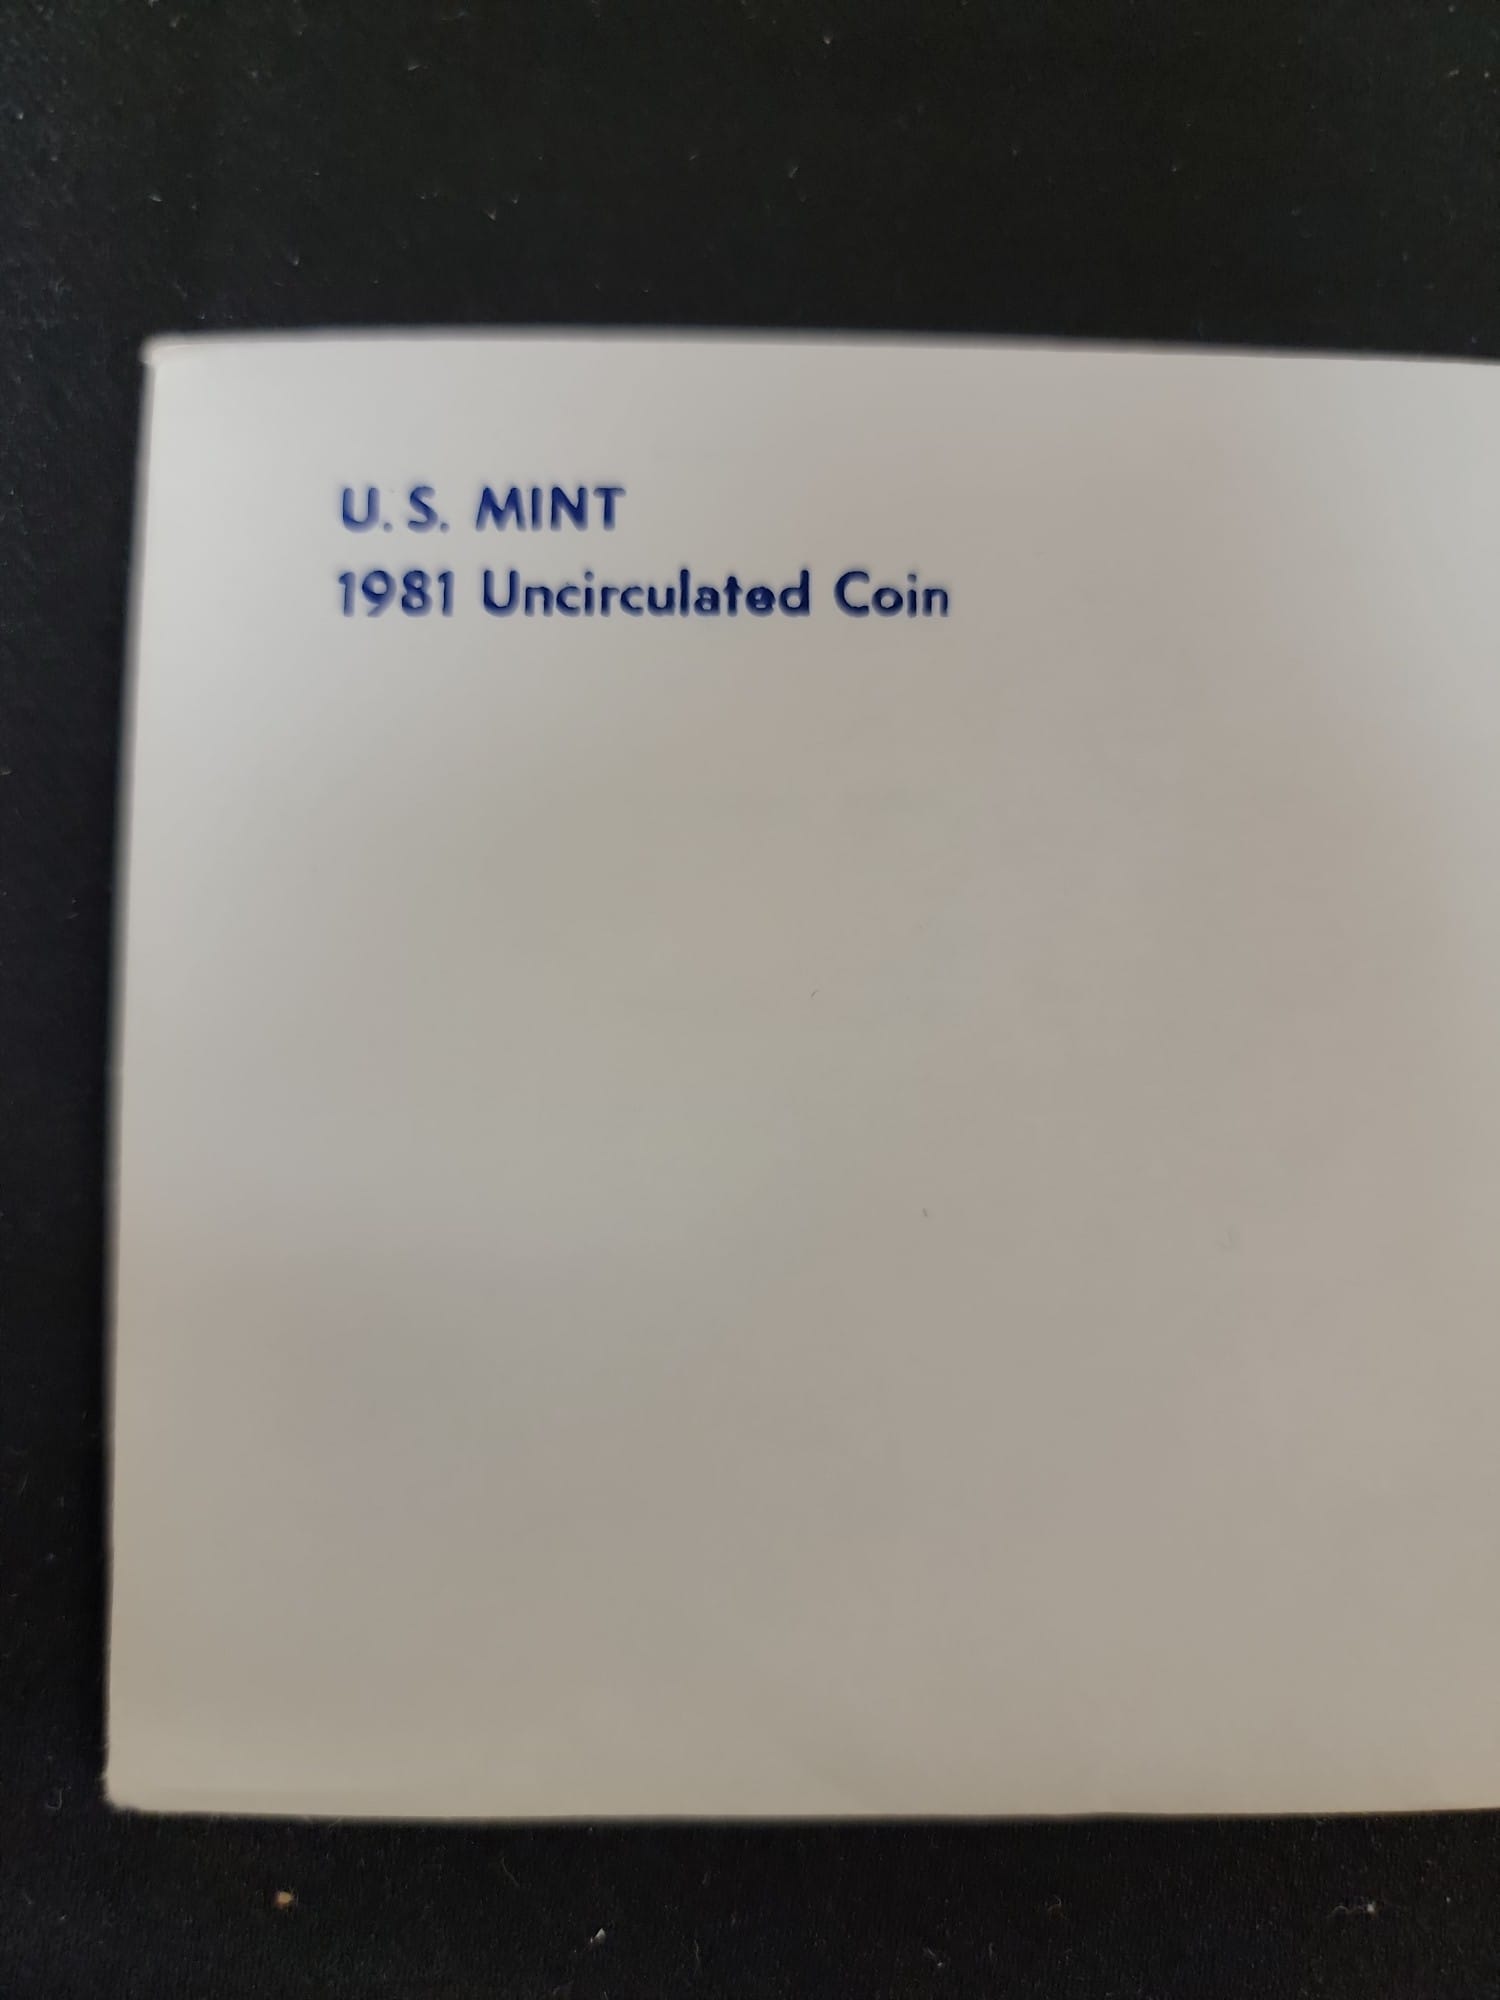 U. S. MINT
1981 Uncirculated Coin